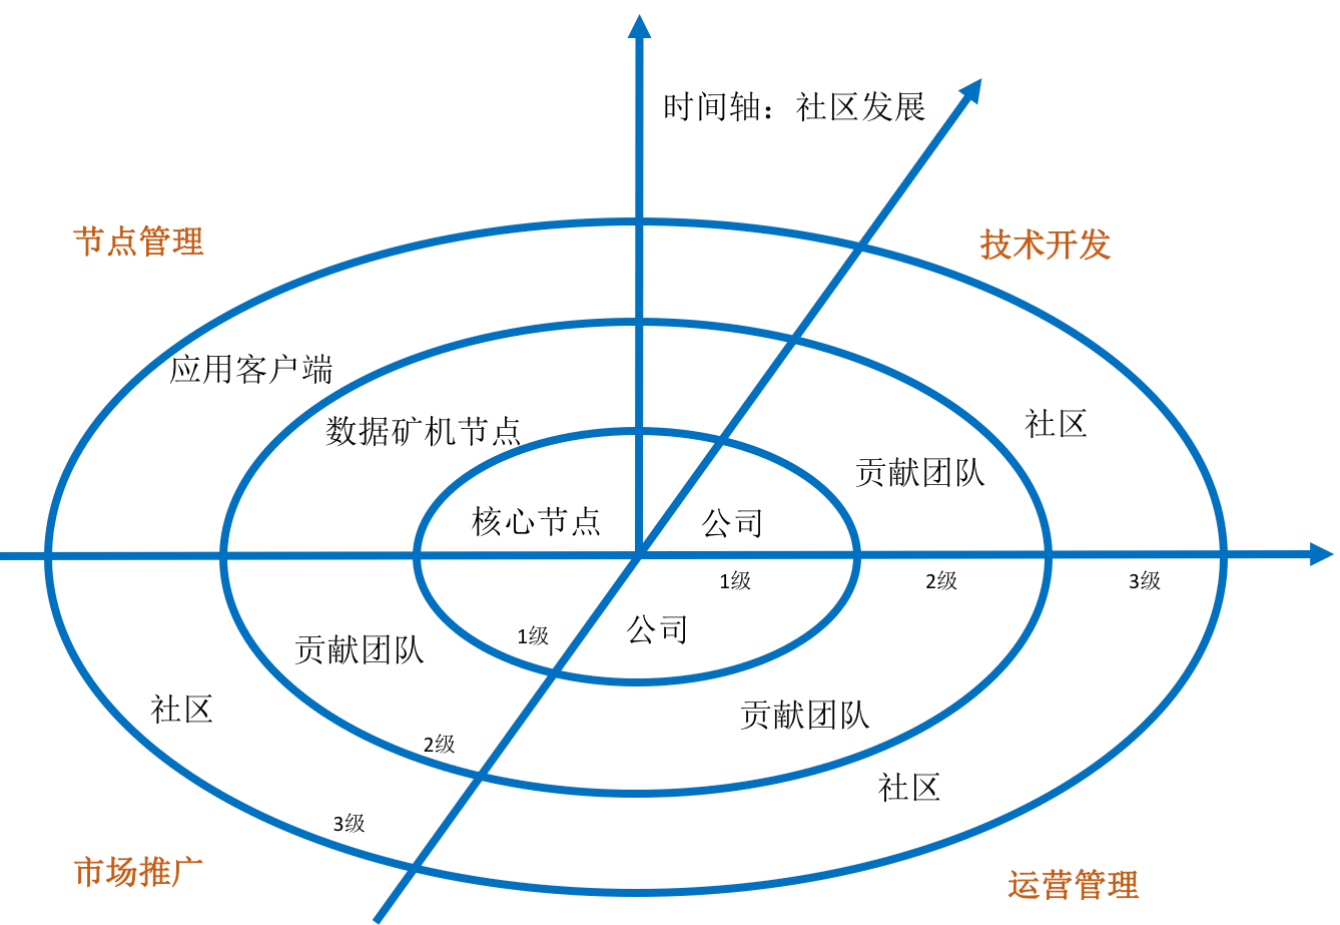 时间轴：社区发展
节点管理
技术开发
应用客户端
社区
数据矿机节点
贡献团队
核心节点
公司
1级
2级
3级
1级
公司
贡献团队
社区
贡献团队
2级
社区
3级
市场推广
运营管理